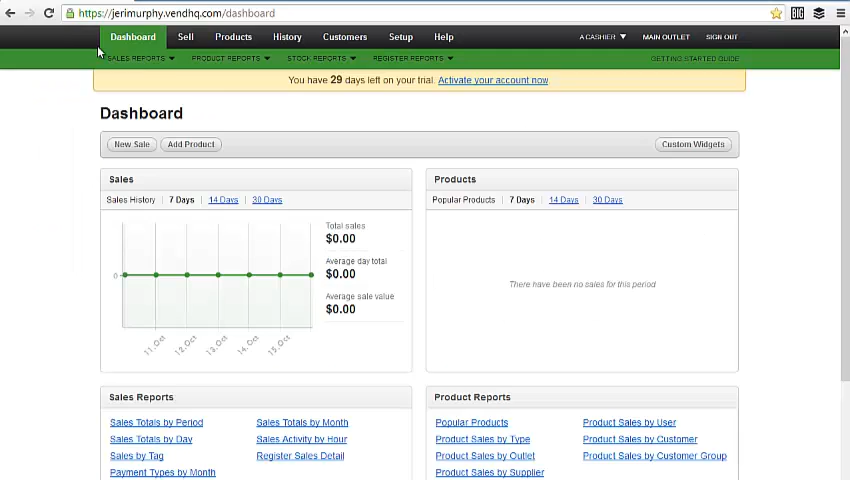 https://jerimurphy.vendhq.com/dashboard
BIG
Dashboard Sell Products History Customers Setup Help A CASHIER MAIN OUTLET SIGN OUT
SALES REPORTS PRODUCT REPORTS STOCK REPORTS REGISTER REPORTS GETTING STARTED GUIDE
You have 29 days left on your trial. Activate your account now
Dashboard
New Sale Add Product Custom Widgets
Sales
Sales History 7 Days 14 Days 30 Days
Total sales
$0.00
Average day total
$0.00
Average sale value
$0.00
0
11. Oct 12. Oct 13. Oct 14. Oct 15. Oct
Products
Popular Products 7 Days 14 Days 30 Days
There have been no sales for this period
Sales Reports
Sales Totals by Period Sales Totals by Month
Sales Totals by Day Sales Activity by Hour
Sales by Tag Register Sales Detail
Payment Types by Month
Product Reports
Popular Products Product Sales by User
Product Sales by Type Product Sales by Customer
Product Sales by Outlet Product Sales by Customer Group
Product Sales by Supplier